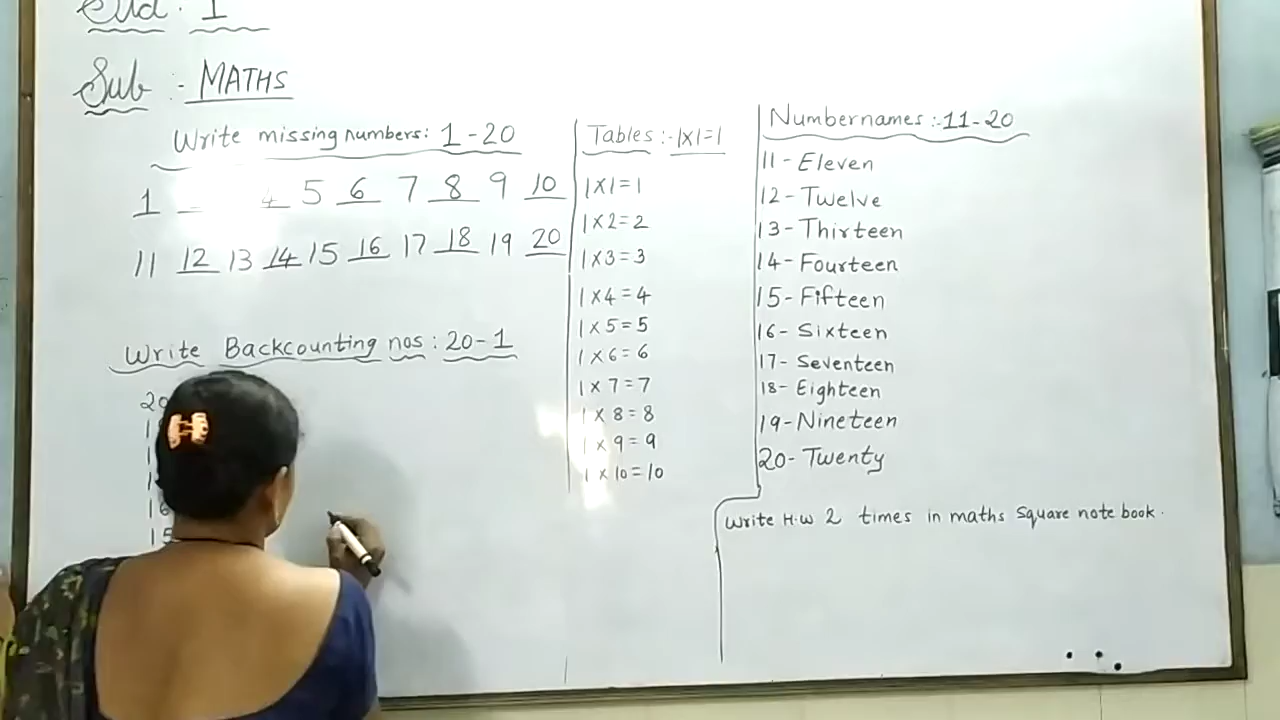 Std : 1
Sub :- MATHS
Write missing numbers: 1-20
1 4 5 6 7 8 9 10
11 12 13 14 15 16 17 18 19 20
Write Backcounting nos : 20-1
20
16
15
Tables :- 1x1=1
1x1=1
1x2=2
1x3=3
1x4=4
1x5=5
1x6=6
1x7=7
1x8=8
1x9=9
1x10=10
Numbernames :-11-20
11- Eleven
12- Twelve
13- Thirteen
14- Fourteen
15- Fifteen
16- Sixteen
17- Seventeen
18- Eighteen
19- Nineteen
20- Twenty
Write H.W 2 times in maths Square note book.